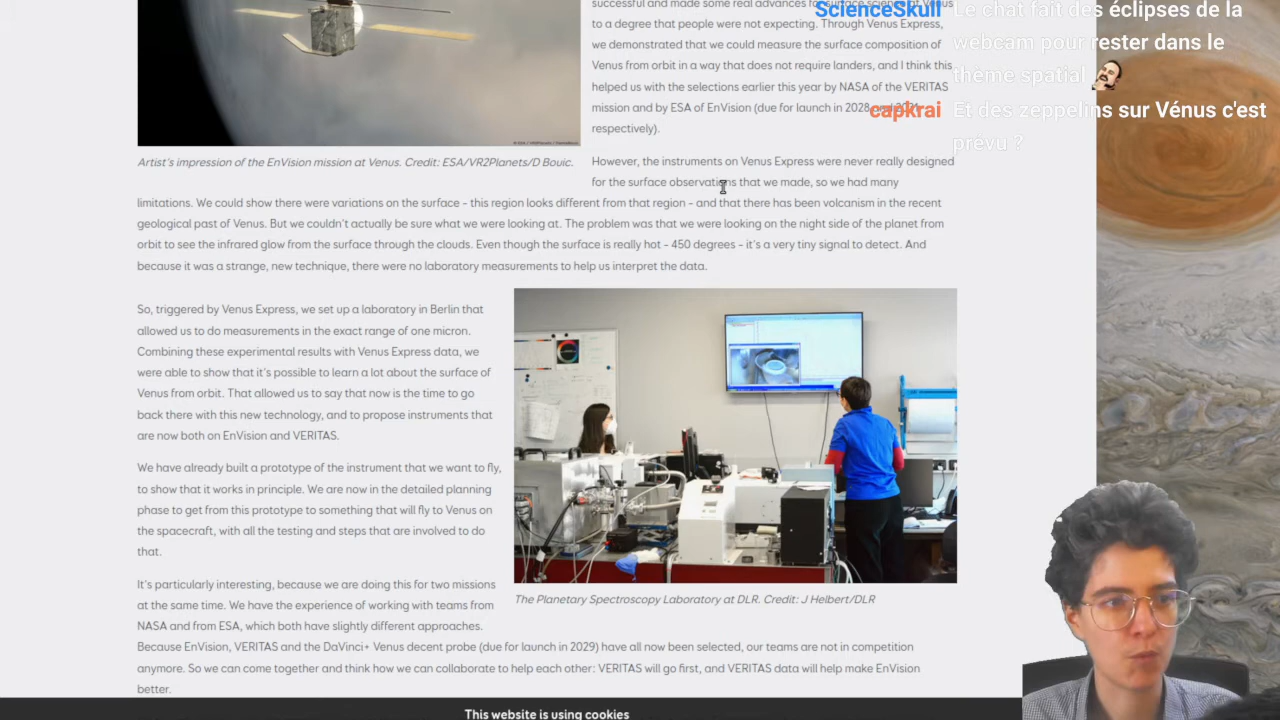 successful and made some real advances for surface science at Venus
to a degree that people were not expecting. Through Venus Express,
we demonstrated that we could measure the surface composition of
Venus from orbit in a way that does not require landers, and I think this
helped us with the selections earlier this year by NASA of the VERITAS
mission and by ESA of EnVision (due for launch in 2028 and 2031
respectively).
Artist's impression of the EnVision mission at Venus. Credit: ESA/VR2Planets/D Bouic.
However, the instruments on Venus Express were never really designed
for the surface observations that we made, so we had many
limitations. We could show there were variations on the surface - this region looks different from that region - and that there has been volcanism in the recent
geological past of Venus. But we couldn't actually be sure what we were looking at. The problem was that we were looking on the night side of the planet from
orbit to see the infrared glow from the surface through the clouds. Even though the surface is really hot - 450 degrees - it's a very tiny signal to detect. And
because it was a strange, new technique, there were no laboratory measurements to help us interpret the data.
So, triggered by Venus Express, we set up a laboratory in Berlin that
allowed us to do measurements in the exact range of one micron.
Combining these experimental results with Venus Express data, we
were able to show that it's possible to learn a lot about the surface of
Venus from orbit. That allowed us to say that now is the time to go
back there with this new technology, and to propose instruments that
are now both on EnVision and VERITAS.
We have already built a prototype of the instrument that we want to fly,
to show that it works in principle. We are now in the detailed planning
phase to get from this prototype to something that will fly to Venus on
the spacecraft, with all the testing and steps that are involved to do
that.
The Planetary Spectroscopy Laboratory at DLR. Credit: J Helbert/DLR
It's particularly interesting, because we are doing this for two missions
at the same time. We have the experience of working with teams from
NASA and from ESA, which both have slightly different approaches.
Because EnVision, VERITAS and the DaVinci+ Venus decent probe (due for launch in 2029) have all now been selected, our teams are not in competition
anymore. So we can come together and think how we can collaborate to help each other: VERITAS will go first, and VERITAS data will help make EnVision
better.
This website is using cookies
ScienceSkull Le chat fait des éclipses de la
webcam pour rester dans le
thème spatial
capkrai Et des zeppelins sur Vénus c'est
prévu ?